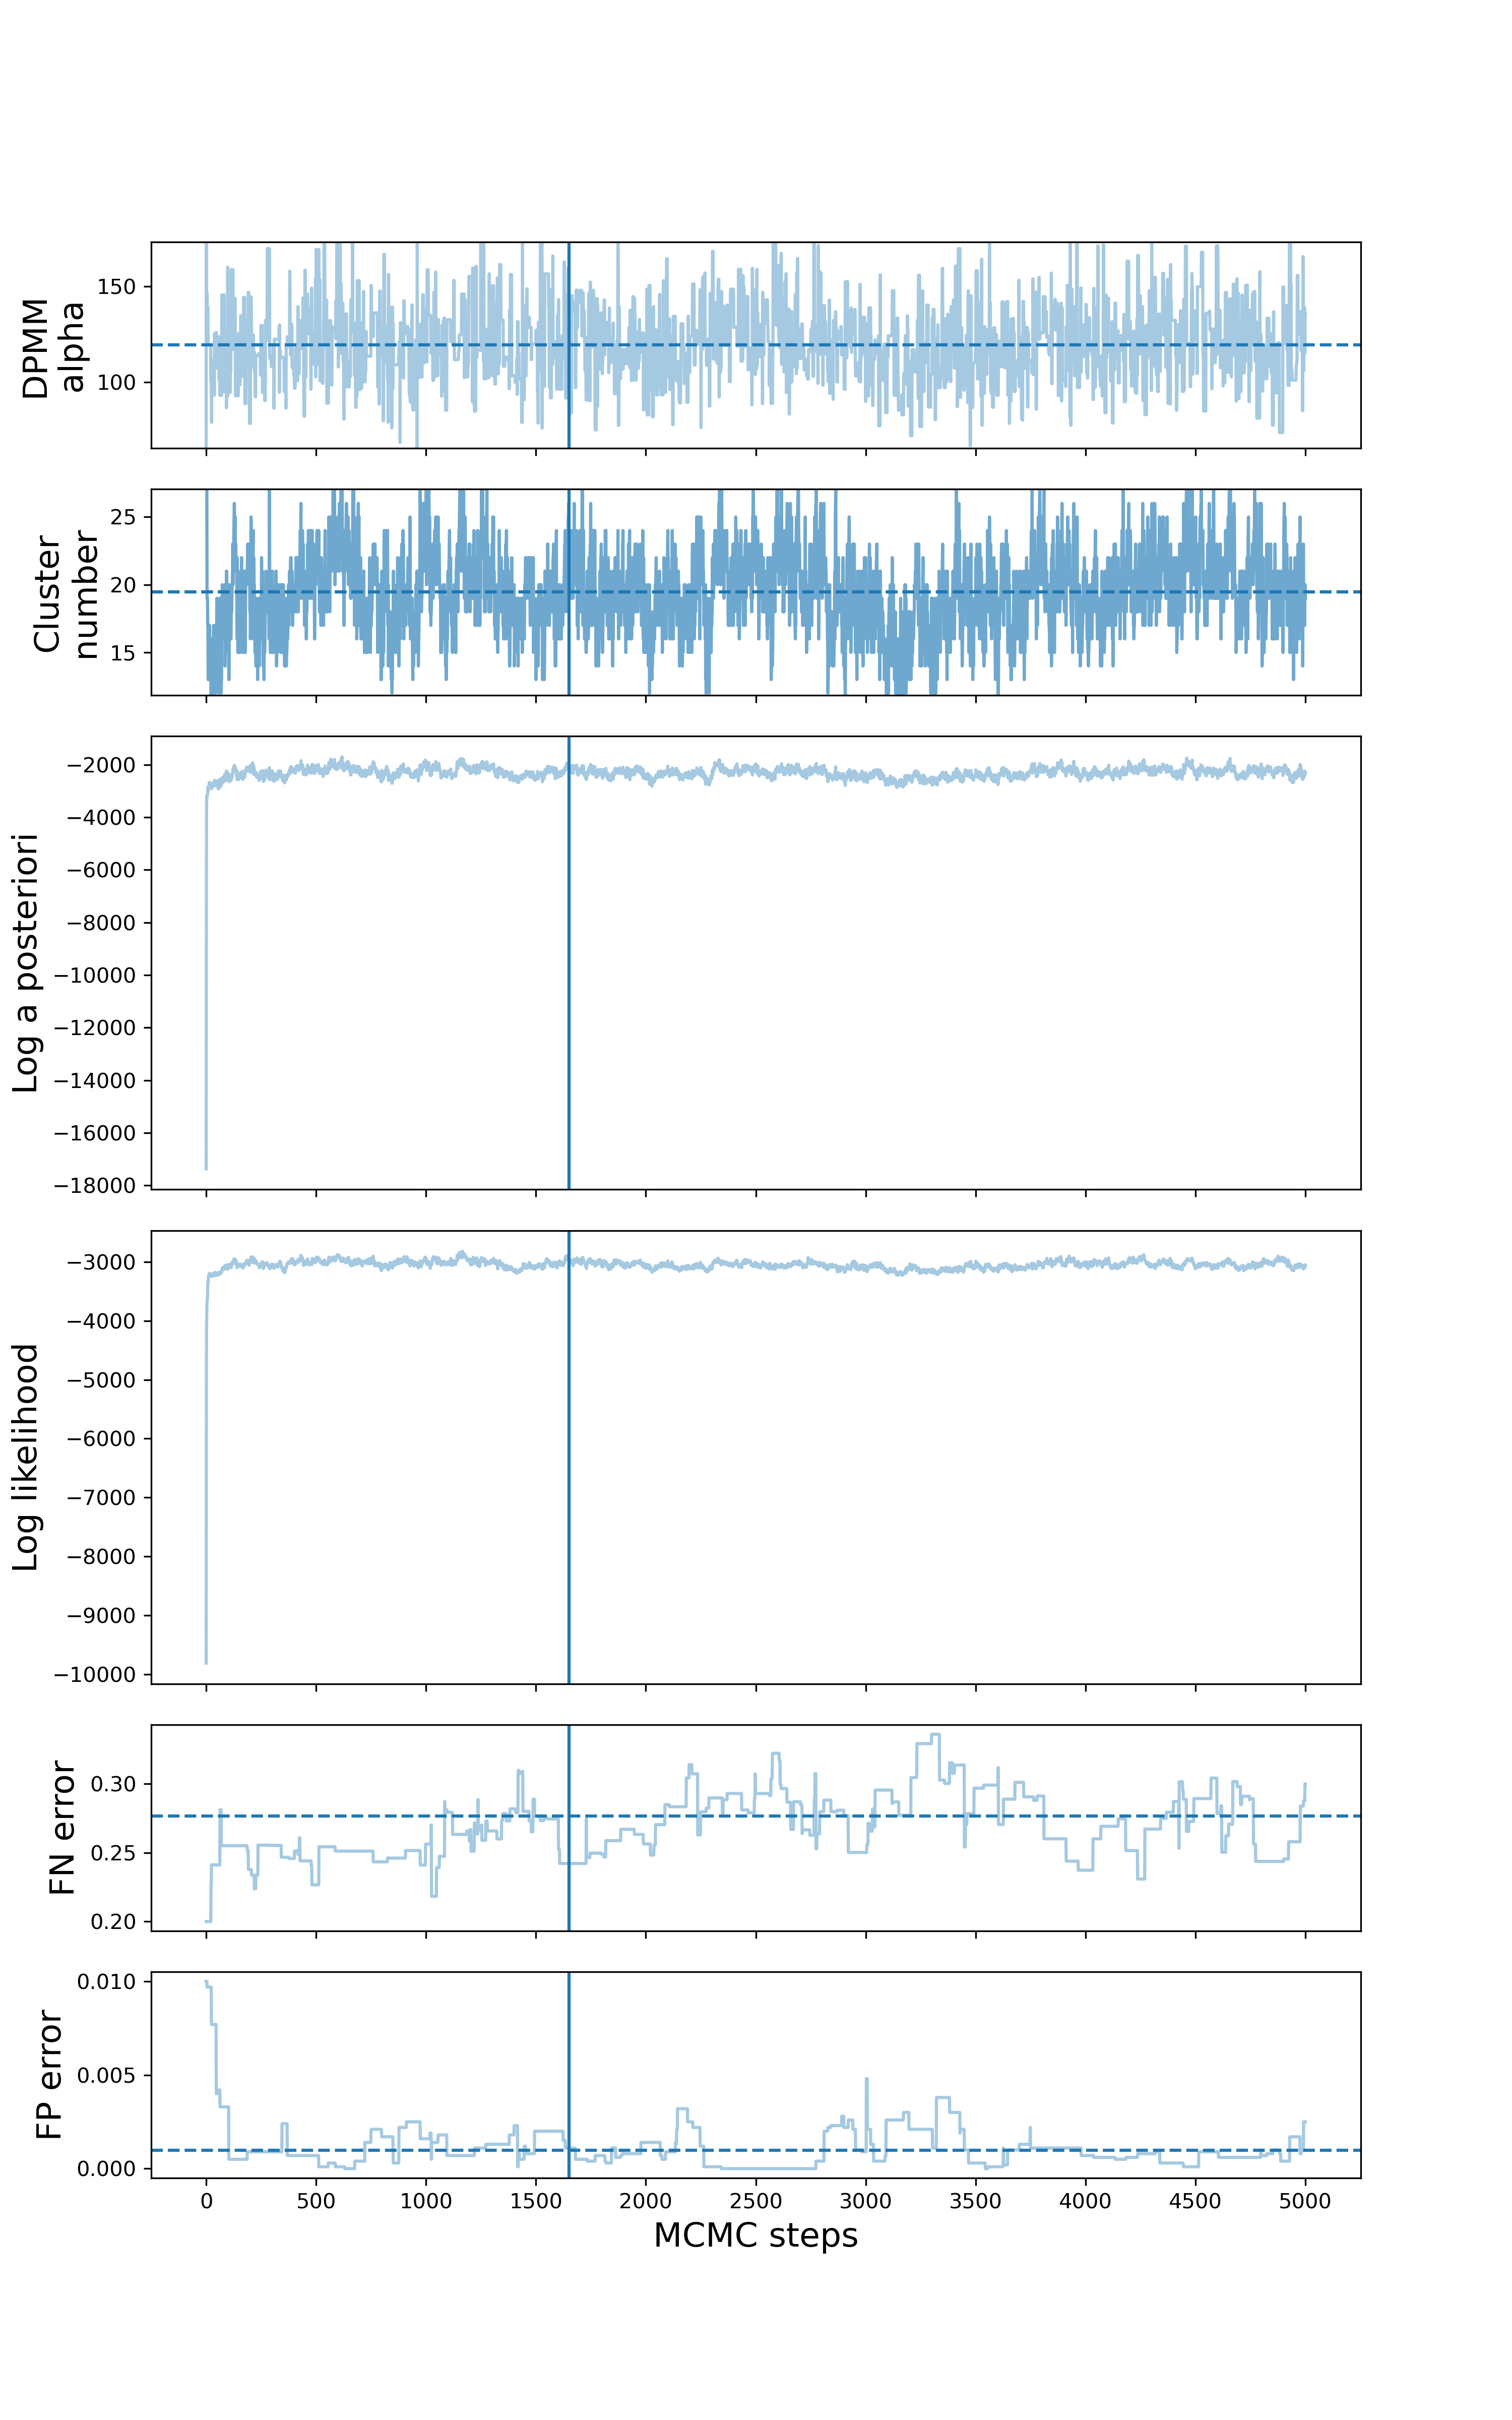 DPMM
alpha
150
100
Cluster
number
25
20
15
Log a posteriori
−2000
−4000
−6000
−8000
−10000
−12000
−14000
−16000
−18000
Log likelihood
−3000
−4000
−5000
−6000
−7000
−8000
−9000
−10000
FN error
0.30
0.25
0.20
FP error
0.010
0.005
0.000
0 500 1000 1500 2000 2500 3000 3500 4000 4500 5000
MCMC steps